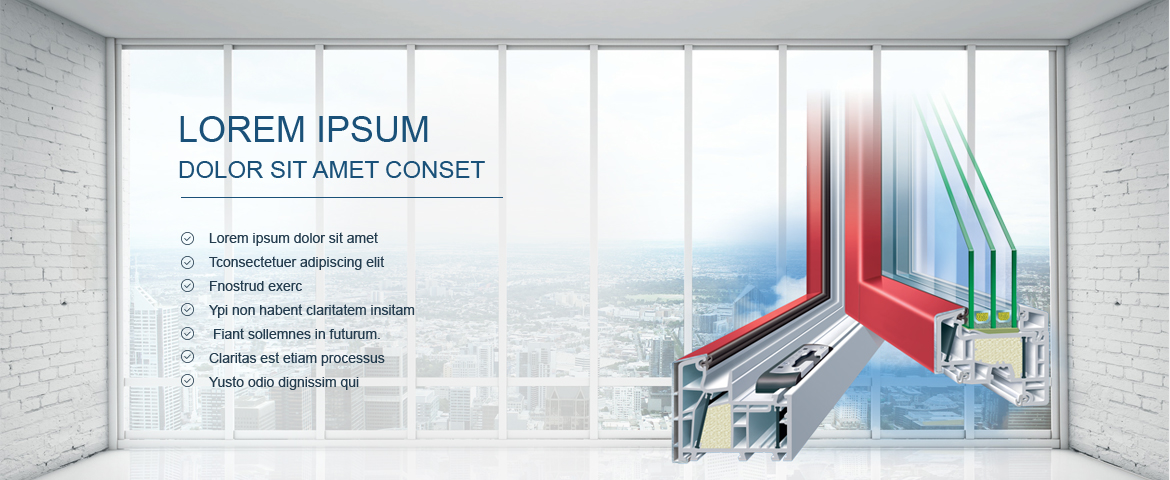 LOREM IPSUM
DOLOR SIT AMET CONSET
Lorem ipsum dolor sit amet
Tconsectetuer adipiscing elit
Fnostrud exerc
Ypi non habent claritatem insitam
Fiant sollemnes in futurum.
Claritas est etiam processus
Yusto odio dignissim qui